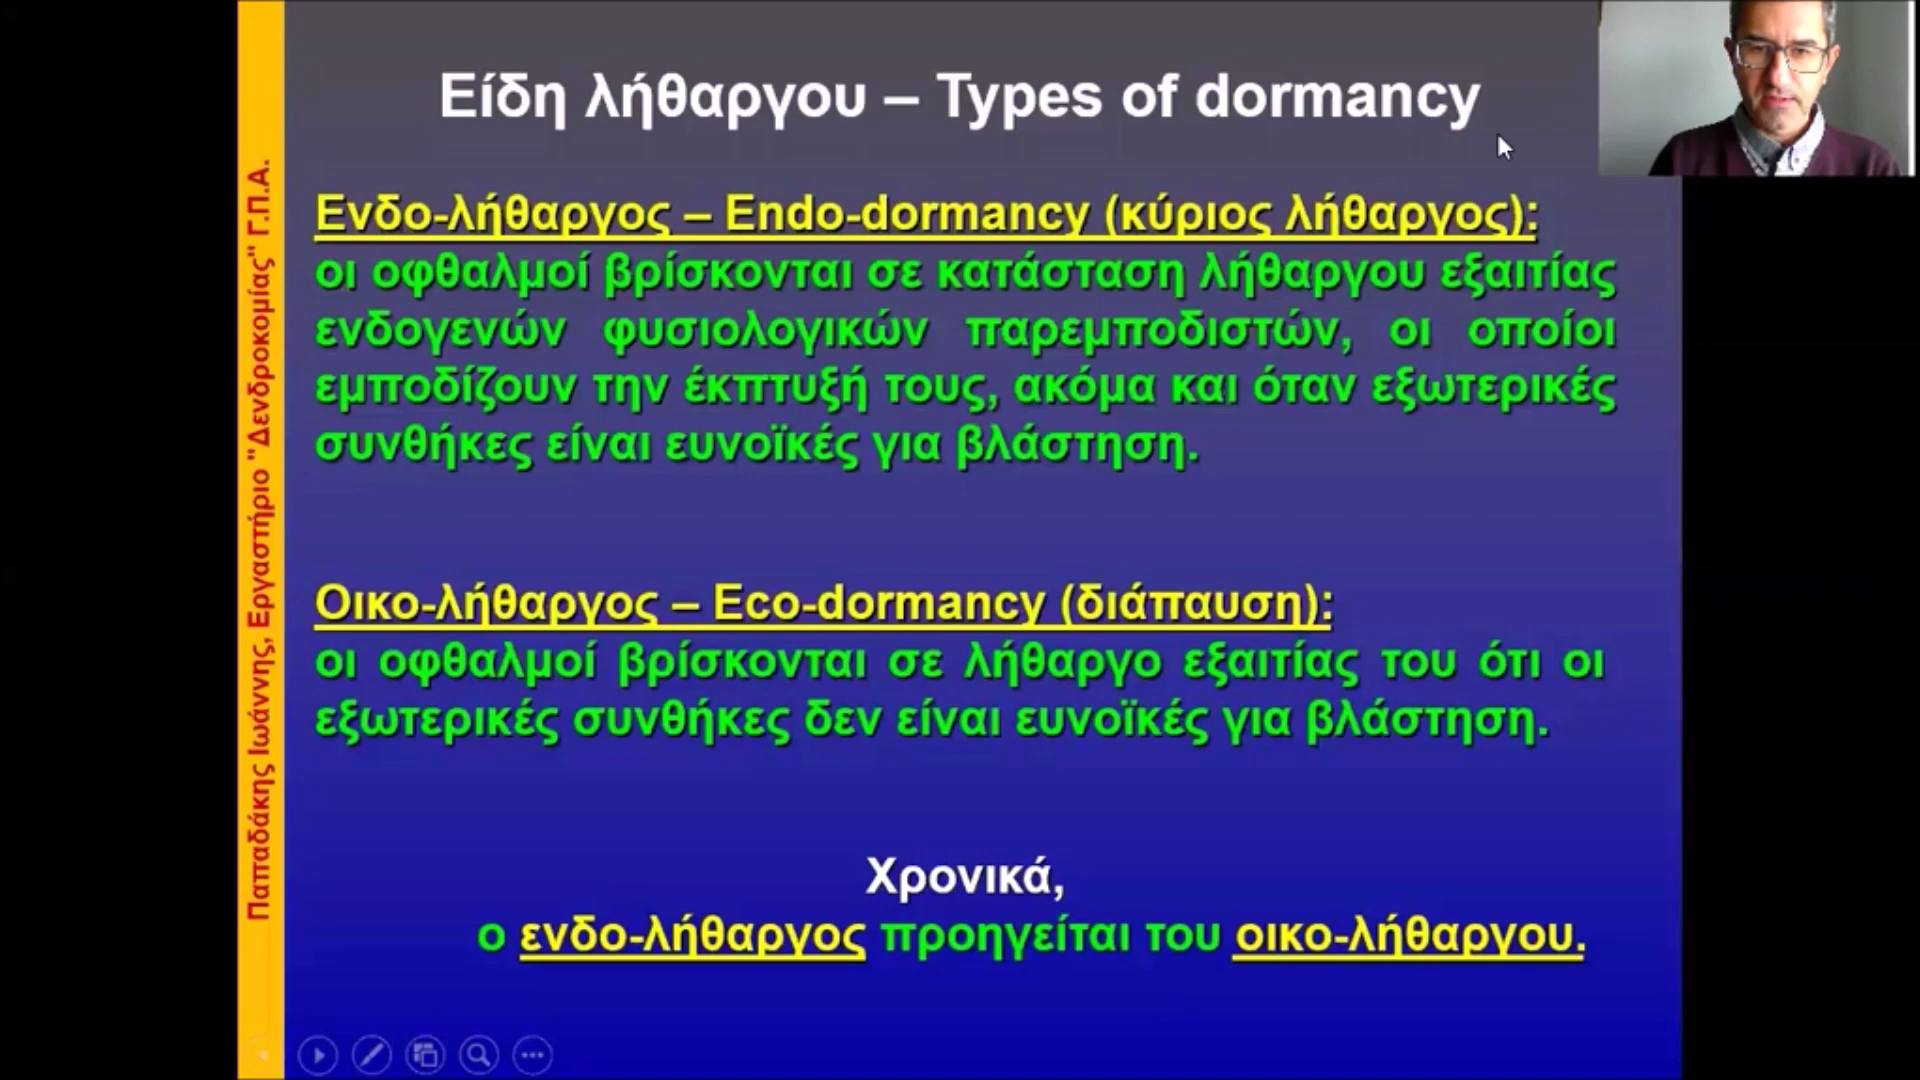 Είδη λήθαργου – Types of dormancy
Ενδο-λήθαργος – Endo-dormancy (κύριος λήθαργος):
οι οφθαλμοί βρίσκονται σε κατάσταση λήθαργου εξαιτίας
ενδογενών φυσιολογικών παρεμποδιστών, οι οποίοι
εμποδίζουν την έκπτυξή τους, ακόμα και όταν εξωτερικές
συνθήκες είναι ευνοϊκές για βλάστηση.
Οικο-λήθαργος – Eco-dormancy (διάπαυση):
οι οφθαλμοί βρίσκονται σε λήθαργο εξαιτίας του ότι οι
εξωτερικές συνθήκες δεν είναι ευνοϊκές για βλάστηση.
Χρονικά,
ο ενδο-λήθαργος προηγείται του οικο-λήθαργου.
Παπαδάκης Ιωάννης, Εργαστήριο "Δενδροκομίας" Γ.Π.Α.